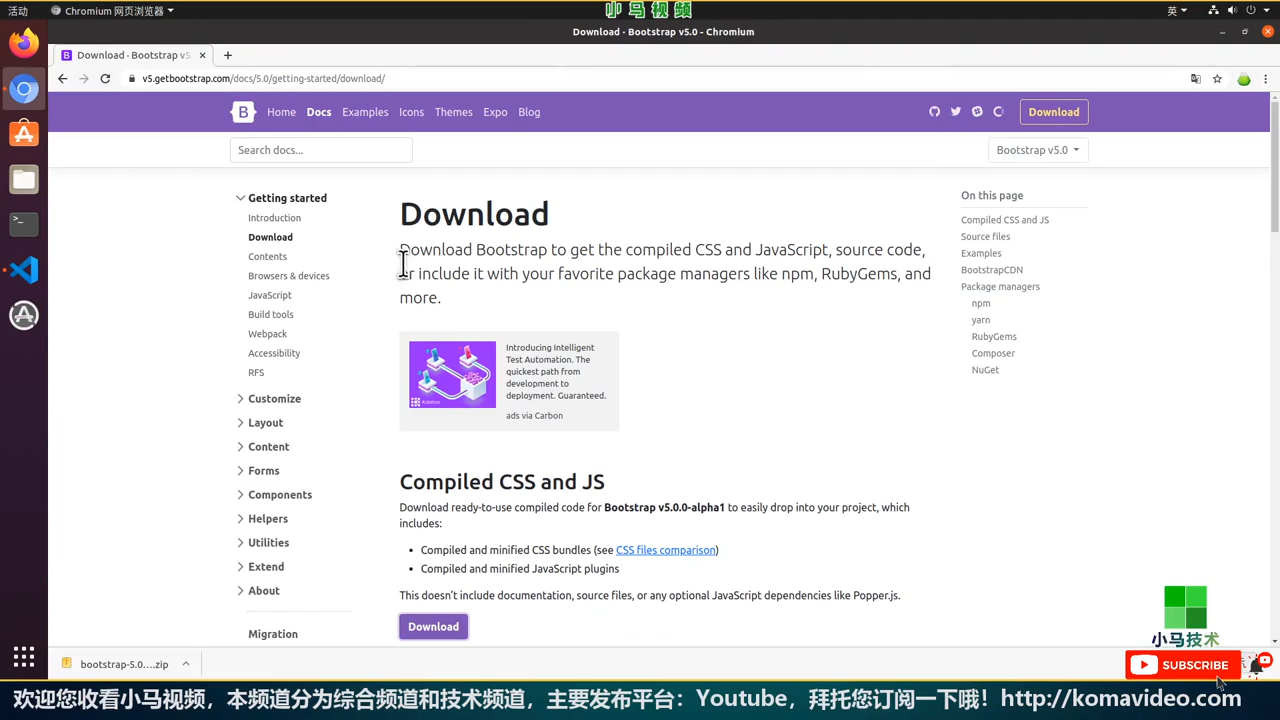 小马视频
活动
Chromium 网页浏览器
英
Download · Bootstrap v5.0 - Chromium
Download · Bootstrap v5.
v5.getbootstrap.com/docs/5.0/getting-started/download/
B
Home
Docs
Examples
Icons
Themes
Expo
Blog
Download
Search docs...
Bootstrap v5.0
Getting started
Introduction
Download
Contents
Browsers & devices
JavaScript
Build tools
Webpack
Accessibility
RFS
Customize
Layout
Content
Forms
Components
Helpers
Utilities
Extend
About
Migration
Download
Download Bootstrap to get the compiled CSS and JavaScript, source code,
or include it with your favorite package managers like npm, RubyGems, and
more.
Introducing Intelligent
Test Automation. The
quickest path from
development to
deployment. Guaranteed.
ads via Carbon
Compiled CSS and JS
Download ready-to-use compiled code for Bootstrap v5.0.0-alpha1 to easily drop into your project, which
includes:
• Compiled and minified CSS bundles (see CSS files comparison)
• Compiled and minified JavaScript plugins
This doesn't include documentation, source files, or any optional JavaScript dependencies like Popper.js.
Download
On this page
Compiled CSS and JS
Source files
Examples
BootstrapCDN
Package managers
npm
yarn
RubyGems
Composer
NuGet
小马技术
SUBSCRIBE
bootstrap-5.0....zip
欢迎您收看小马视频，本频道分为综合频道和技术频道，主要发布平台：Youtube，拜托您订阅一下哦！http://komavideo.com